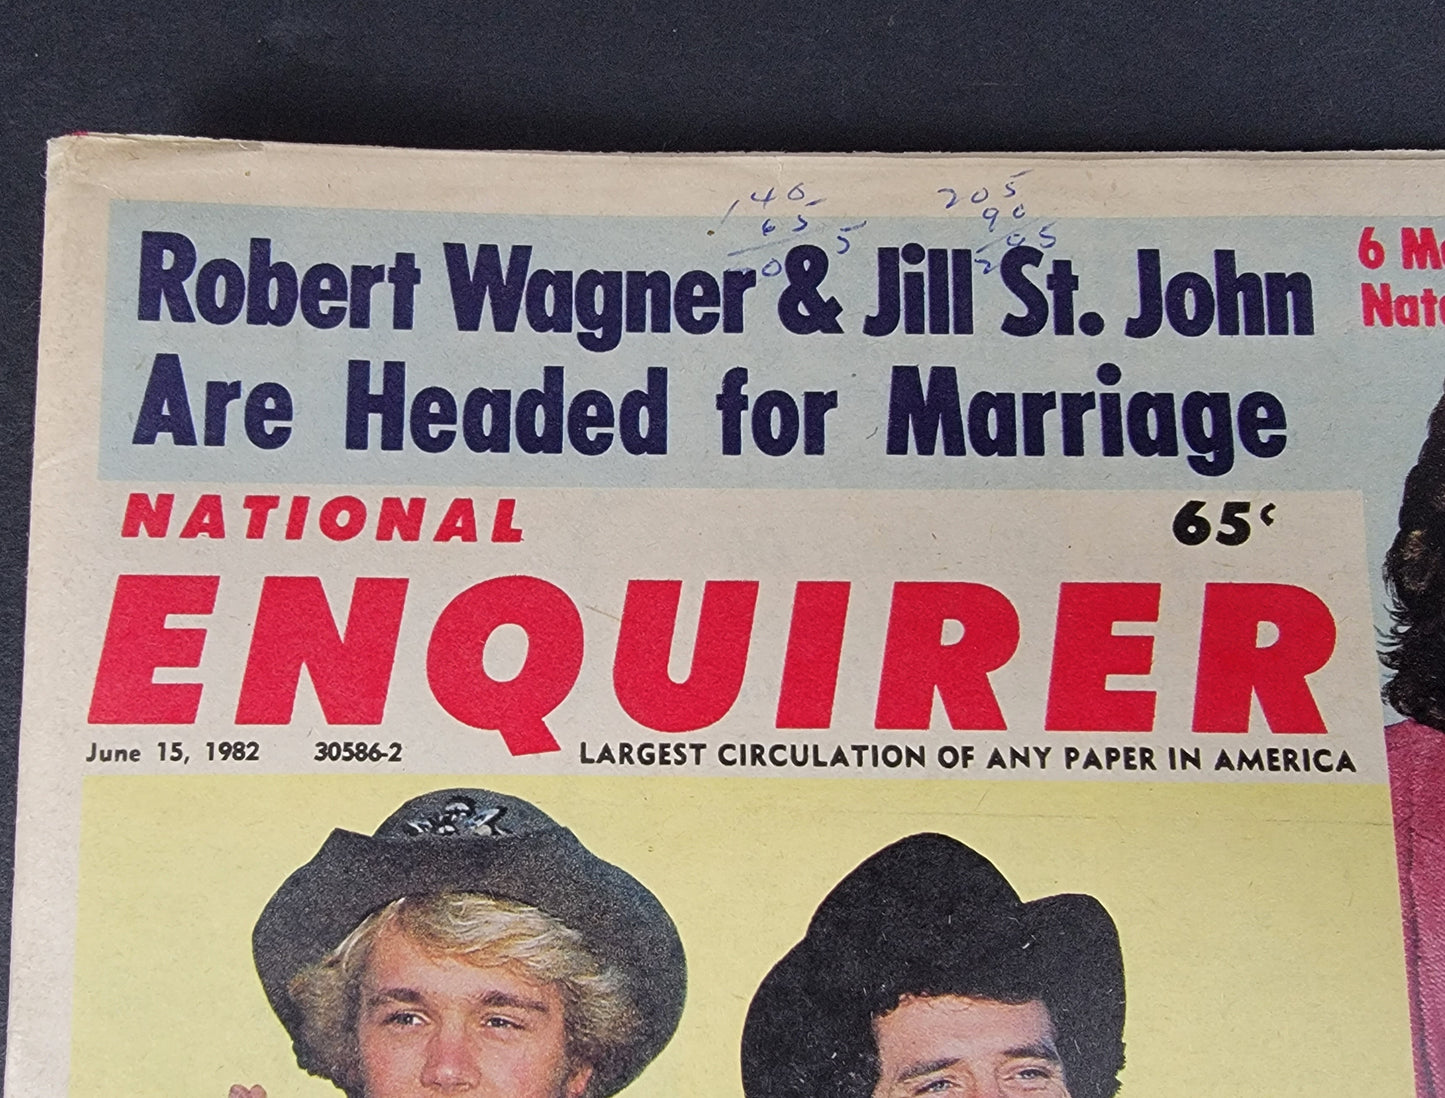 140
65
5
205
90
Robert Wagner & Jill St. John
Are Headed for Marriage
6
NATIONAL
65¢
ENQUIRER
June 15, 1982 30586-2 LARGEST CIRCULATION OF ANY PAPER IN AMERICA